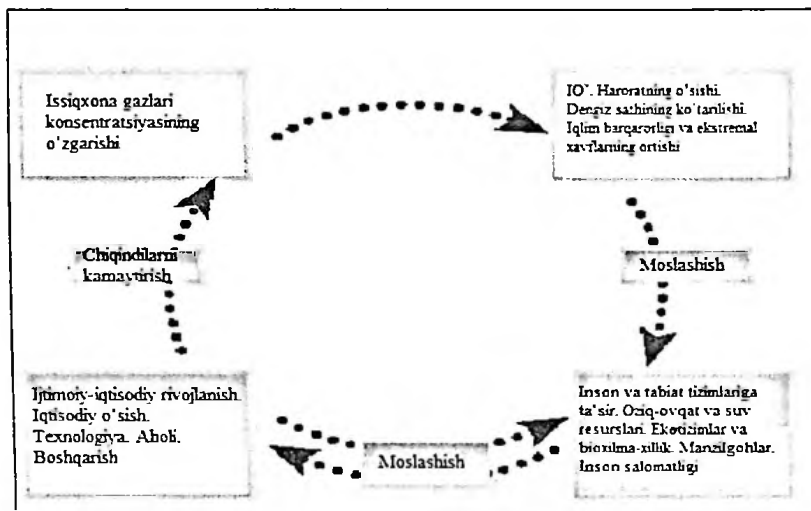 Issiqxona gazlari
konsentratsiyasining
o'zgarishi
IO'. Haroratning o'sishi.
Dengiz sathining ko'tarilishi.
Iqlim barqarorligi va ekstremal
xavflarning ortishi
Chiqindilarni
kamaytirish
Moslashish
Ijtimoiy-iqtisodiy rivojlanish.
Iqtisodiy o'sish.
Texnologiya. Aholi.
Boshqarish
Moslashish
Inson va tabiat tizimlariga
ta'sir. Oziq-ovqat va suv
resurslari. Ekotizimlar va
bioxilma-xillik. Manzilgohlar.
Inson salomatligi